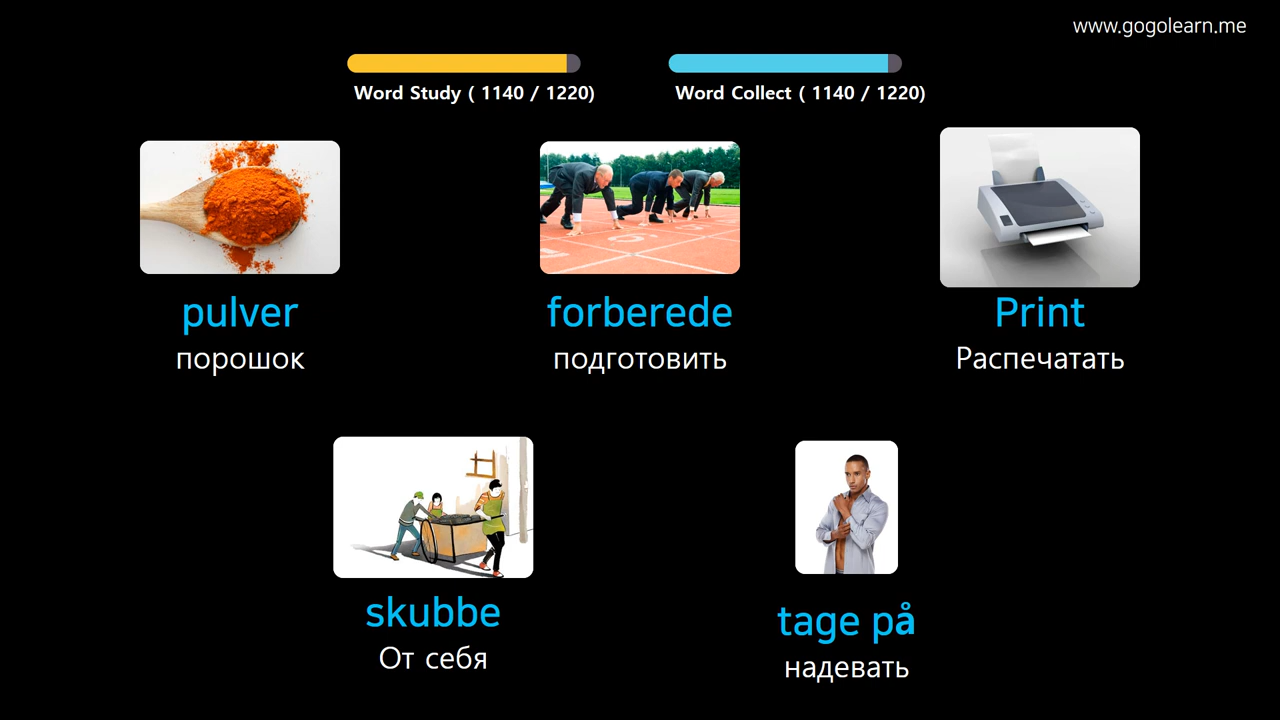 www.gogolearn.me
Word Study ( 1140 / 1220)
Word Collect ( 1140 / 1220)
pulver
порошок
forberede
подготовить
Print
Распечатать
skubbe
От себя
tage på
надевать